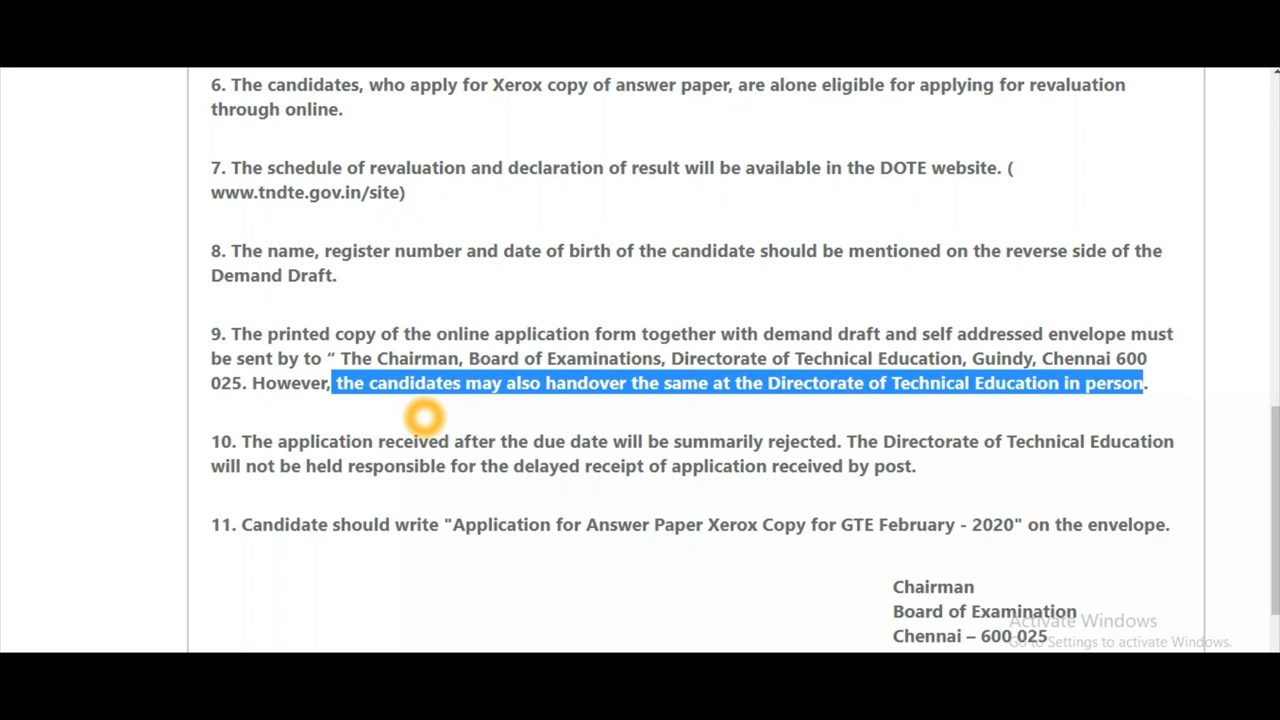 6. The candidates, who apply for Xerox copy of answer paper, are alone eligible for applying for revaluation
through online.
7. The schedule of revaluation and declaration of result will be available in the DOTE website. (
www.tndte.gov.in/site)
8. The name, register number and date of birth of the candidate should be mentioned on the reverse side of the
Demand Draft.
9. The printed copy of the online application form together with demand draft and self addressed envelope must
be sent by to “ The Chairman, Board of Examinations, Directorate of Technical Education, Guindy, Chennai 600
025. However, the candidates may also handover the same at the Directorate of Technical Education in person.
10. The application received after the due date will be summarily rejected. The Directorate of Technical Education
will not be held responsible for the delayed receipt of application received by post.
11. Candidate should write "Application for Answer Paper Xerox Copy for GTE February - 2020" on the envelope.
Chairman
Board of Examination
Chennai – 600 025
Activate Windows
Go to Settings to activate Windows.